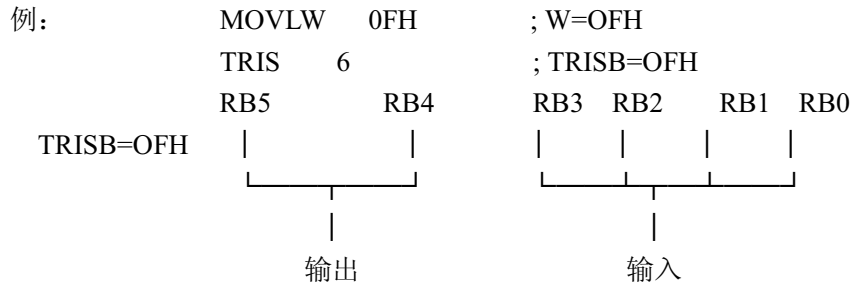 例： MOVLW 0FH ; W=OFH
TRIS 6 ; TRISB=OFH
RB5 RB4 RB3 RB2 RB1 RB0
TRISB=OFH
输出 输入